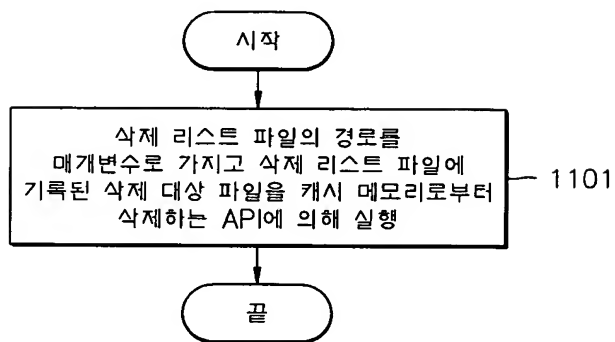 시작
삭제 리스트 파일의 경로를
매개변수로 가지고 삭제 리스트 파일에
기록된 삭제 대상 파일을 캐시 메모리로부터
삭제하는 API에 의해 실행
1101
끝